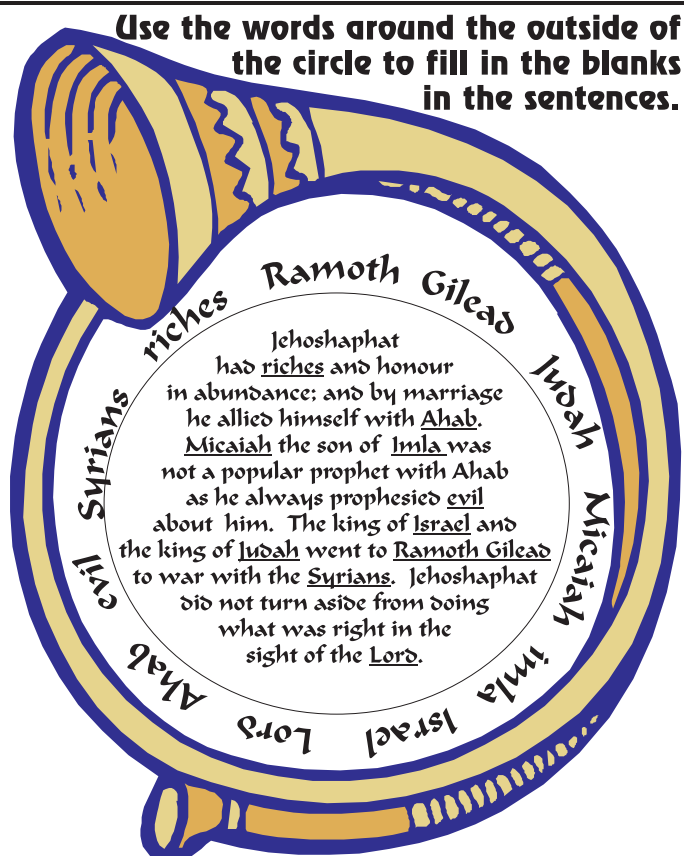 Use the words around the outside of
the circle to fill in the blanks
in the sentences.
riches
Ramoth Gilead
Judah
Micaiah
imla
Israel
Lord
Ahab
evil
Syrians
Jehoshaphat
had riches and honour
in abundance; and by marriage
he allied himself with Ahab.
Micaiah the son of Imla was
not a popular prophet with Ahab
as he always prophesied evil
about him. The king of Israel and
the king of Judah went to Ramoth Gilead
to war with the Syrians. Jehoshaphat
did not turn aside from doing
what was right in the
sight of the Lord.